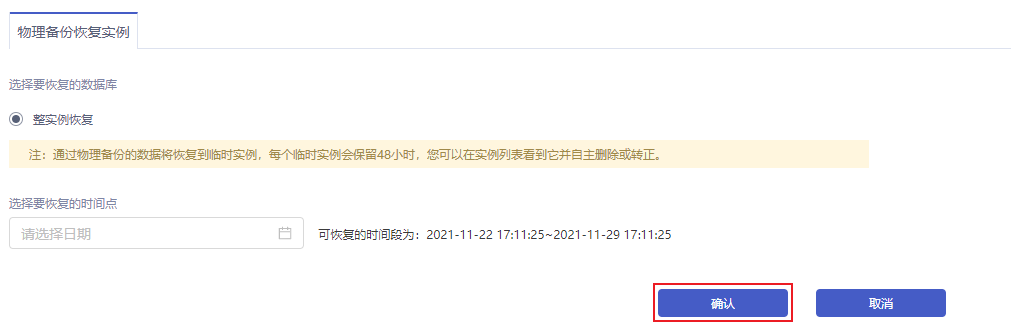 物理备份恢复实例
选择要恢复的数据库
整实例恢复
注：通过物理备份的数据将恢复到临时实例，每个临时实例会保留48小时，您可以在实例列表看到它并自主删除或转正。
选择要恢复的时间点
请选择日期
可恢复的时间段为：2021-11-22 17:11:25~2021-11-29 17:11:25
确认
取消